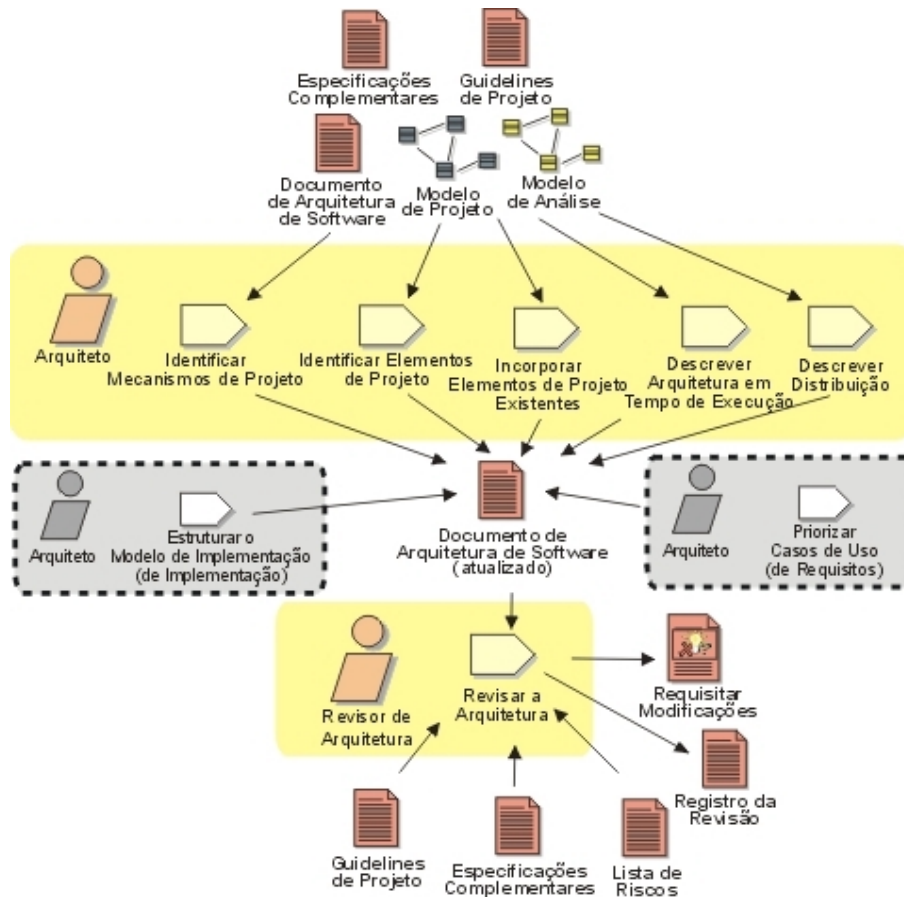 Especificações
Complementares
Guidelines
de Projeto
Documento
de Arquitetura
de Software
Modelo
de Projeto
Modelo
de Análise
Arquiteto
Identificar
Mecanismos de Projeto
Identificar Elementos
de Projeto
Incorporar
Elementos de Projeto
Existentes
Descrever
Arquitetura em
Tempo de Execução
Descrever
Distribuição
Arquiteto
Estruturar o
Modelo de Implementação
(de Implementação)
Documento de
Arquitetura de Software
(atualizado)
Arquiteto
Priorizar
Casos de Uso
(de Requisitos)
Revisor de
Arquitetura
Revisar a
Arquitetura
Requisitar
Modificações
Registro da
Revisão
Guidelines
de Projeto
Especificações
Complementares
Lista de
Riscos